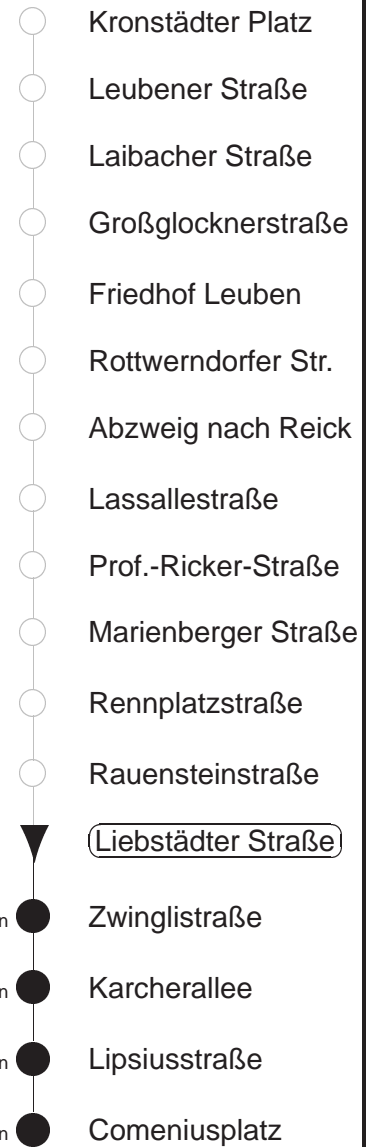 Kronstädter Platz
Leubener Straße
Laibacher Straße
Großglocknerstraße
Friedhof Leuben
Rottwerndorfer Str.
Abzweig nach Reick
Lassallestraße
Prof.-Ricker-Straße
Marienberger Straße
Rennplatzstraße
Rauensteinstraße
Liebstädter Straße
n Zwinglistraße
n Karcherallee
n Lipsiusstraße
n Comeniusplatz